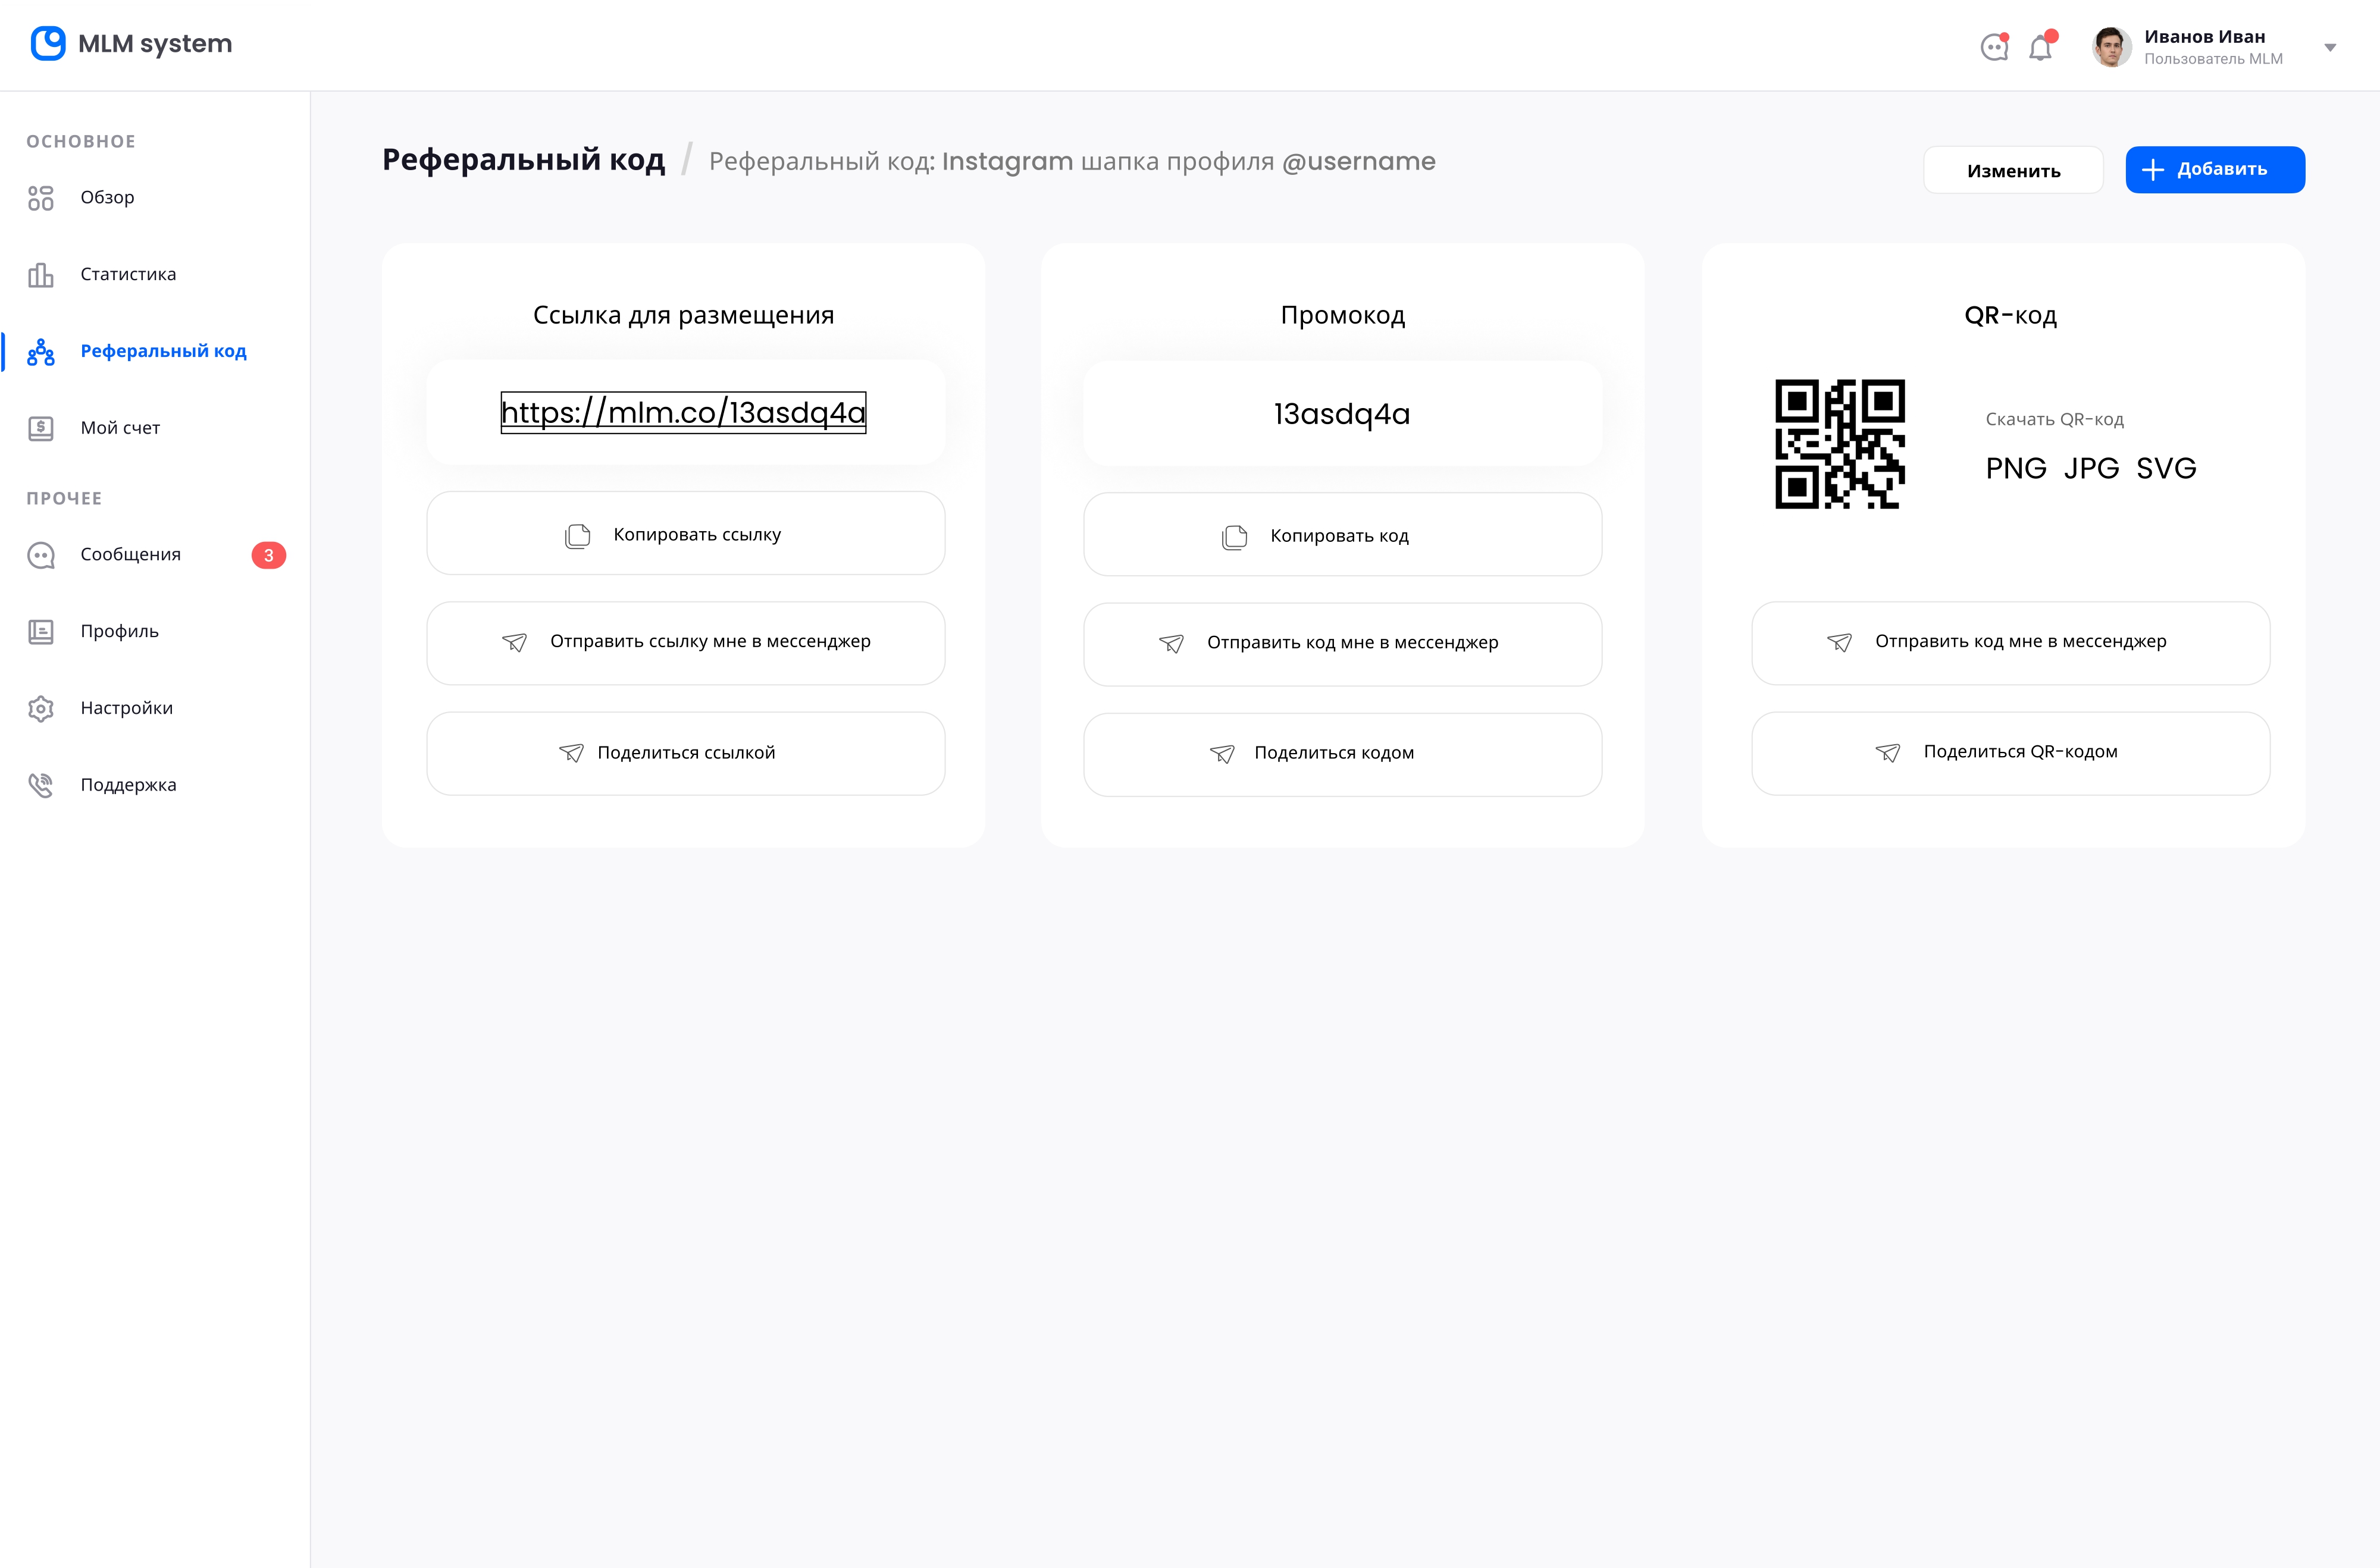 MLM system
Иванов Иван
Пользователь MLM
ОСНОВНОЕ
Обзор
Статистика
Реферальный код
Мой счет
ПРОЧЕЕ
Сообщения 3
Профиль
Настройки
Поддержка
Реферальный код / Реферальный код: Instagram шапка профиля @username
Изменить
Добавить
Ссылка для размещения
https://mlm.co/13asdq4a
Копировать ссылку
Отправить ссылку мне в мессенджер
Поделиться ссылкой
Промокод
13asdq4a
Копировать код
Отправить код мне в мессенджер
Поделиться кодом
QR-код
Скачать QR-код
PNG JPG SVG
Отправить код мне в мессенджер
Поделиться QR-кодом